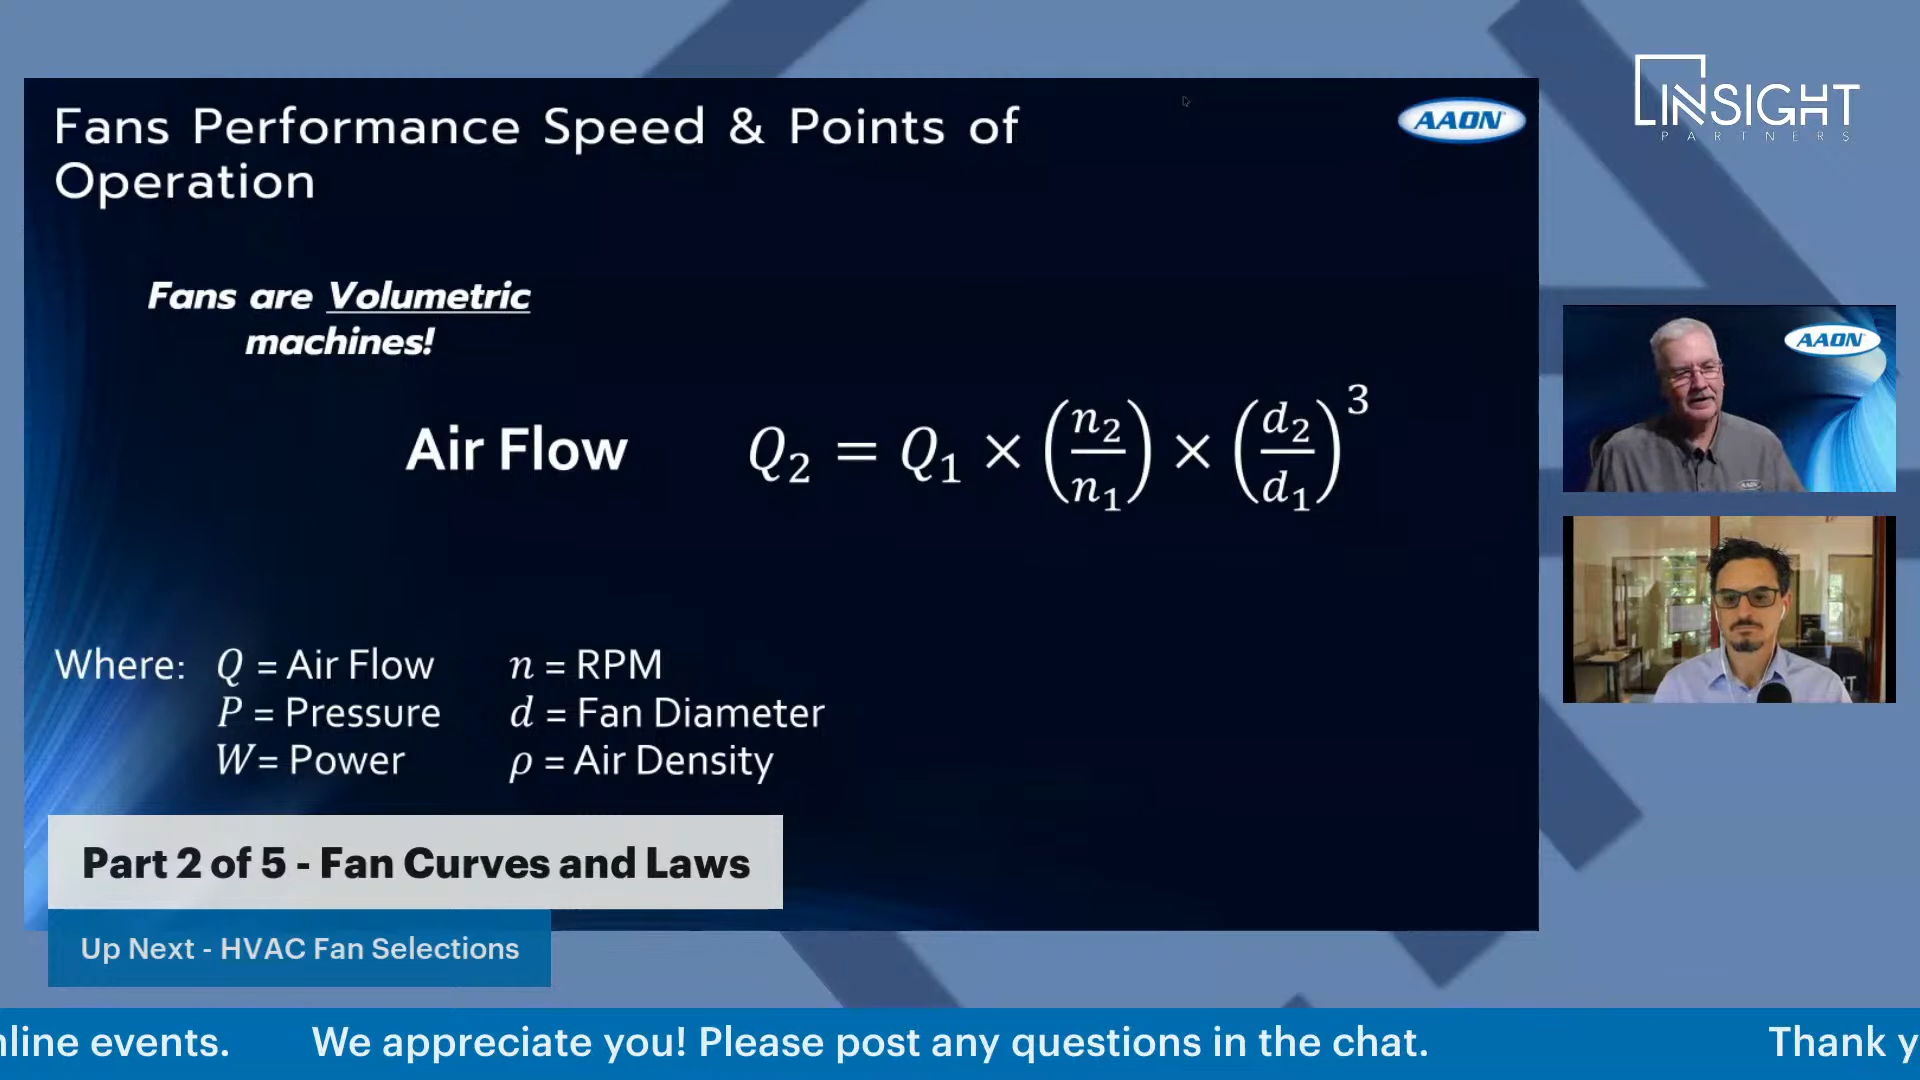 Fans Performance Speed & Points of
Operation
AAON
INSIGHT
PARTNERS
Fans are Volumetric
machines!
Air Flow Q₂ = Q₁ × (n₂/n₁) × (d₂/d₁)³
AAON
Where: Q = Air Flow n = RPM
P = Pressure d = Fan Diameter
W= Power ρ = Air Density
Part 2 of 5 - Fan Curves and Laws
Up Next - HVAC Fan Selections
nline events. We appreciate you! Please post any questions in the chat. Thank y